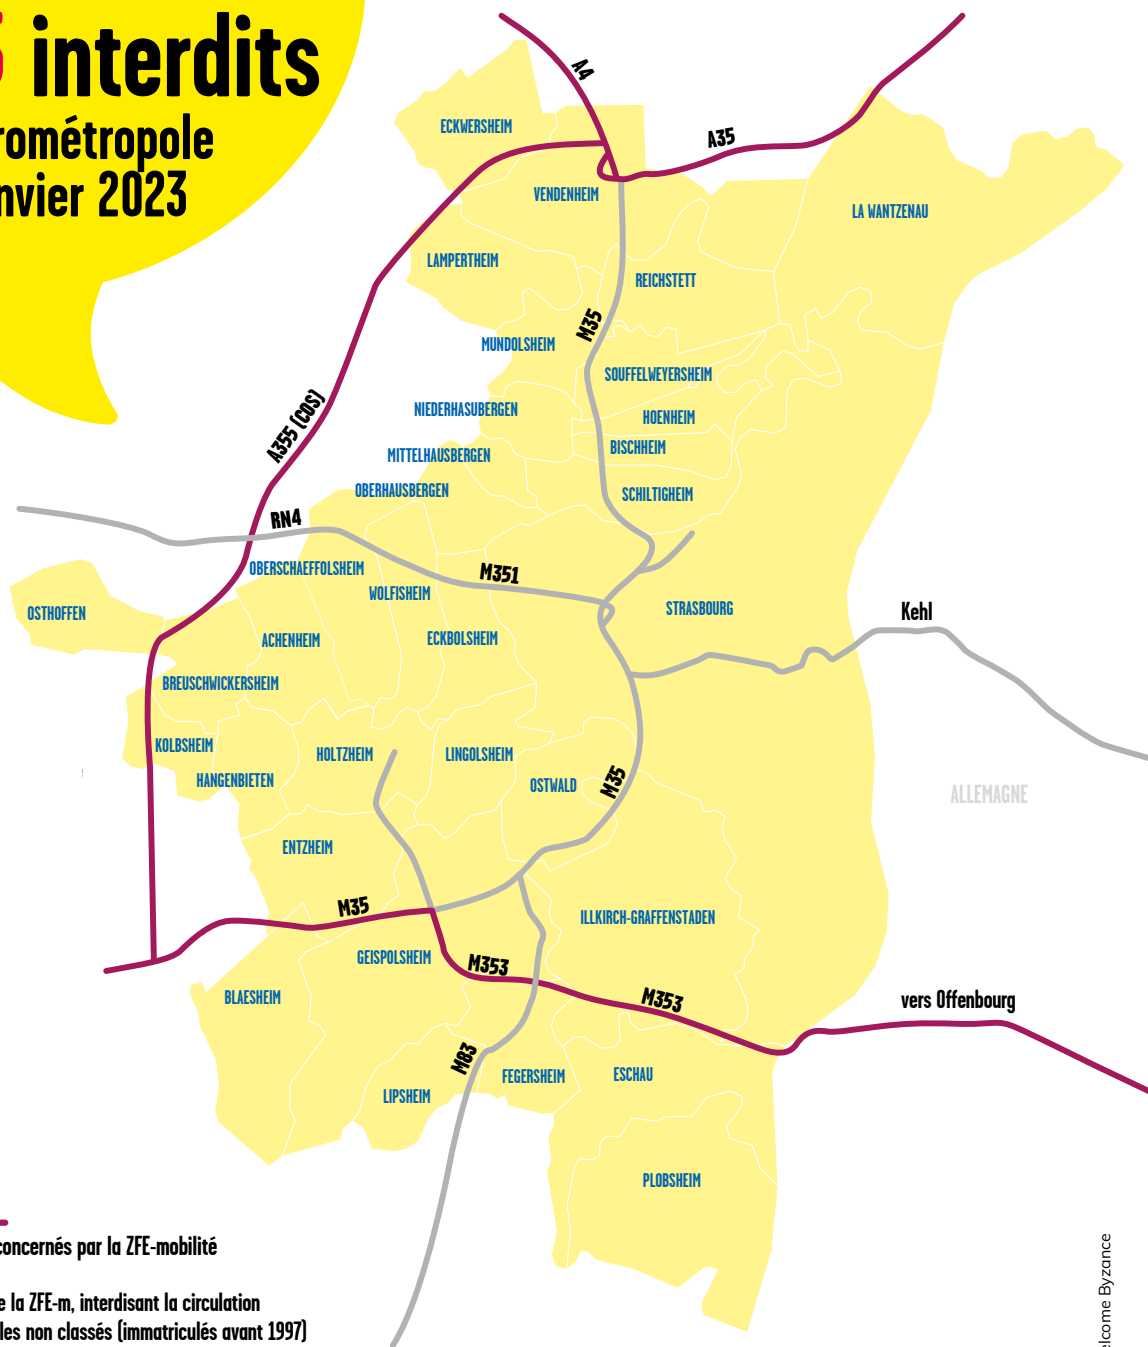 interdits
rométropole
nvier 2023
A4
ECKWERSHEIM
A35
VENDENHEIM
LA WANTZENAU
LAMPERTHEIM
REICHSTETT
M35
MUNDOLSHEIM
SOUFFELWEYERSHEIM
A355 (COS)
NIEDERHASUBERGEN
HOENHEIM
BISCHHEIM
MITTELHAUSBERGEN
OBERHAUSBERGEN
SCHILTIGHEIM
RN4
OBERSCHAEFFOLSHEIM
M351
WOLFISHEIM
OSTHOFFEN
STRASBOURG
Kehl
ACHENHEIM
ECKBOLSHEIM
BREUSCHWICKERSHEIM
KOLBSHEIM
HOLTZHEIM
LINGOLSHEIM
HANGENBIETEN
OSTWALD
M35
ALLEMAGNE
ENTZHEIM
M35
ILLKIRCH-GRAFFENSTADEN
GEISPOLSHEIM
M353
BLAESHEIM
M353
vers Offenbourg
M83
FEGERSHEIM
ESCHAU
LIPSHEIM
PLOBSHEIM
concernés par la ZFE-mobilité
e la ZFE-m, interdisant la circulation
les non classés (immatriculés avant 1997)
elcome Byzance